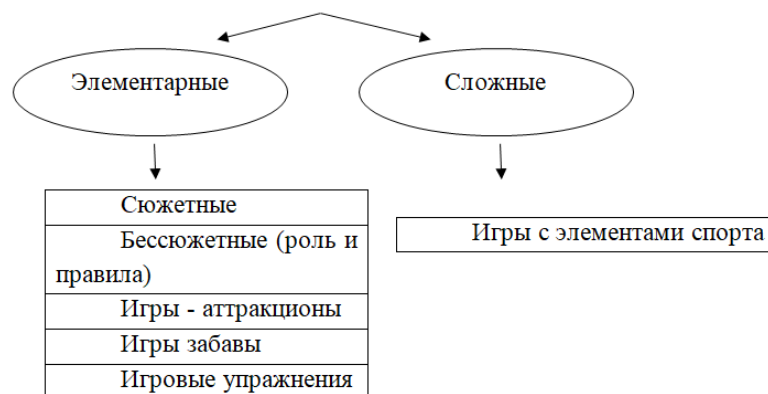 Элементарные
Сложные
Сюжетные
Бессюжетные (роль и
правила)
Игры - аттракционы
Игры забавы
Игровые упражнения
Игры с элементами спорта